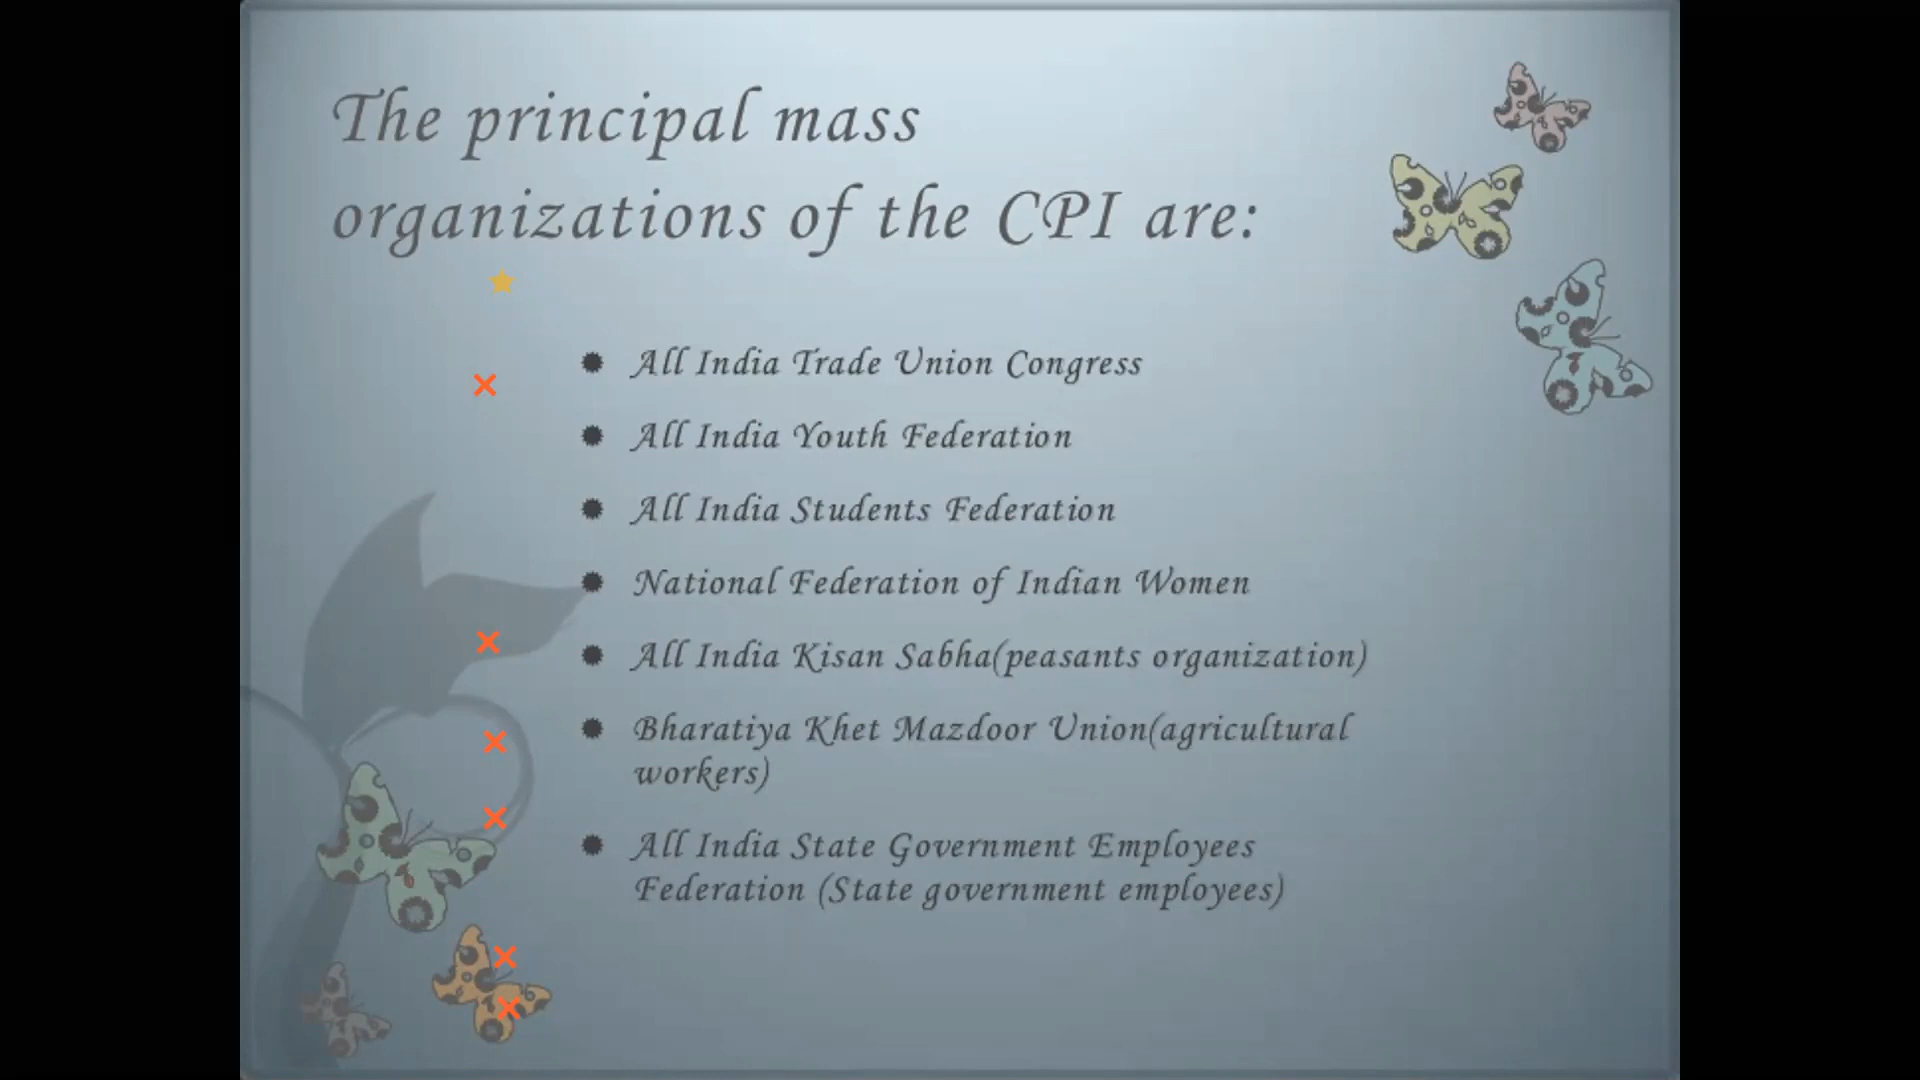 The principal mass
organizations of the CPI are:
All India Trade Union Congress
All India Youth Federation
All India Students Federation
National Federation of Indian Women
All India Kisan Sabha(peasants organization)
Bharatiya Khet Mazdoor Union(agricultural
workers)
All India State Government Employees
Federation (State government employees)